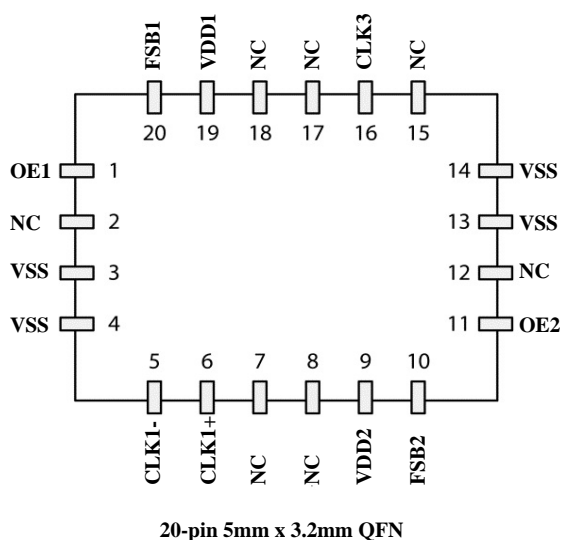 FSB1 VDD1 NC NC CLK3 NC
20 19 18 17 16 15
OE1 1 14 VSS
NC 2 13 VSS
VSS 3 12 NC
VSS 4 11 OE2
5 6 7 8 9 10
CLK1- CLK1+ NC NC VDD2 FSB2
20-pin 5mm x 3.2mm QFN